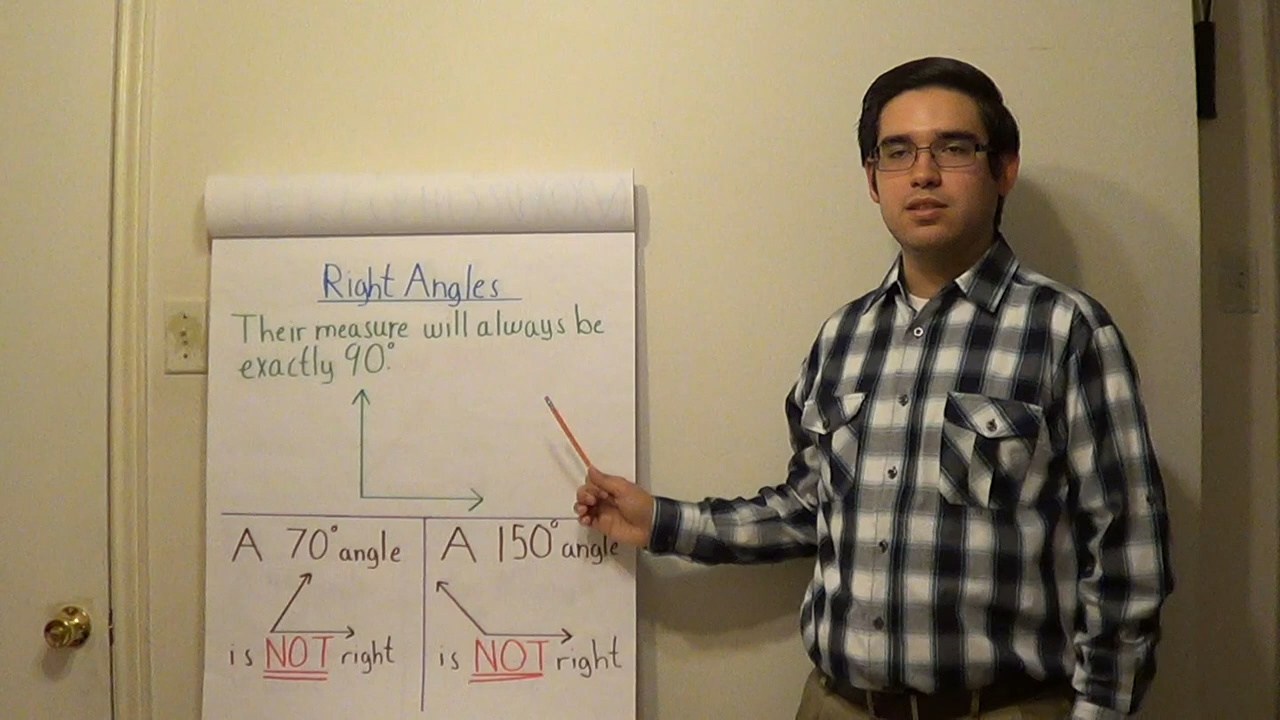 Right Angles
Their measure will always be
exactly 90°.
A 70° angle
is NOT right
A 150° angle
is NOT right